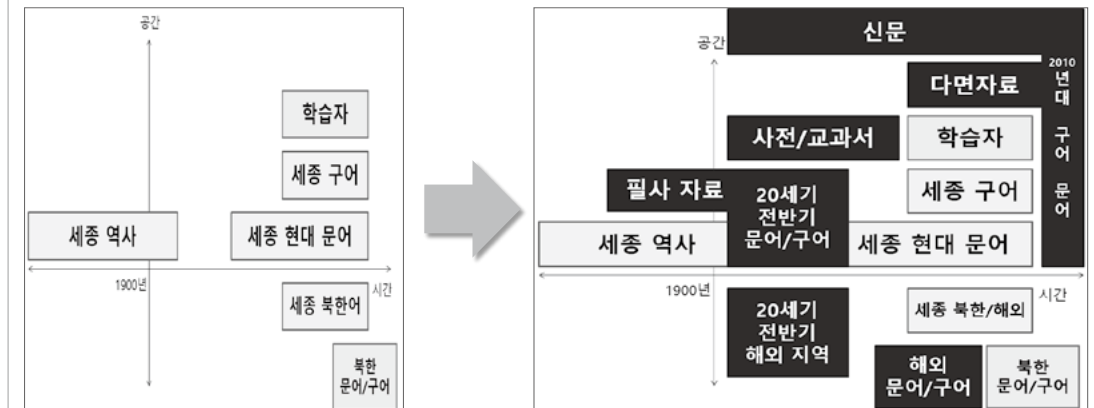 공간
학습자
세종 구어
세종 역사
세종 현대 문어
1900년
시간
세종 북한어
북한
문어/구어
신문
공간
2010
년
대
구
어
문
어
다면자료
사전/교과서
학습자
필사 자료
20세기
전반기
문어/구어
세종 구어
세종 역사
세종 현대 문어
1900년
시간
20세기
전반기
해외 지역
세종 북한/해외
해외
문어/구어
북한
문어/구어